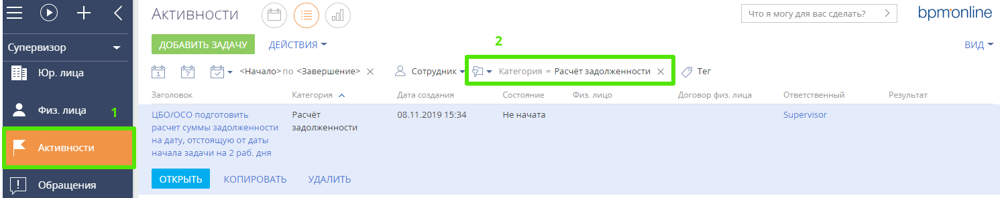 Супервизор
Юр. лица
Физ. лица
1
Активности
Обращения
Активности
Что я могу для вас сделать?
bpmonline
ДОБАВИТЬ ЗАДАЧУ
ДЕЙСТВИЯ
2
ВИД
1
7
<Начало> по <Завершение>
Сотрудник
Категория = Расчёт задолженности
Тег
Заголовок
Категория
Дата создания
Состояние
Физ. лицо
Договор физ. лица
Ответственный
Результат
ЦБО/ОСО подготовить
расчет суммы задолженности
на дату, отстоящую от даты
начала задачи на 2 раб. дня
Расчёт
задолженности
08.11.2019 15:34
Не начата
Supervisor
ОТКРЫТЬ
КОПИРОВАТЬ
УДАЛИТЬ